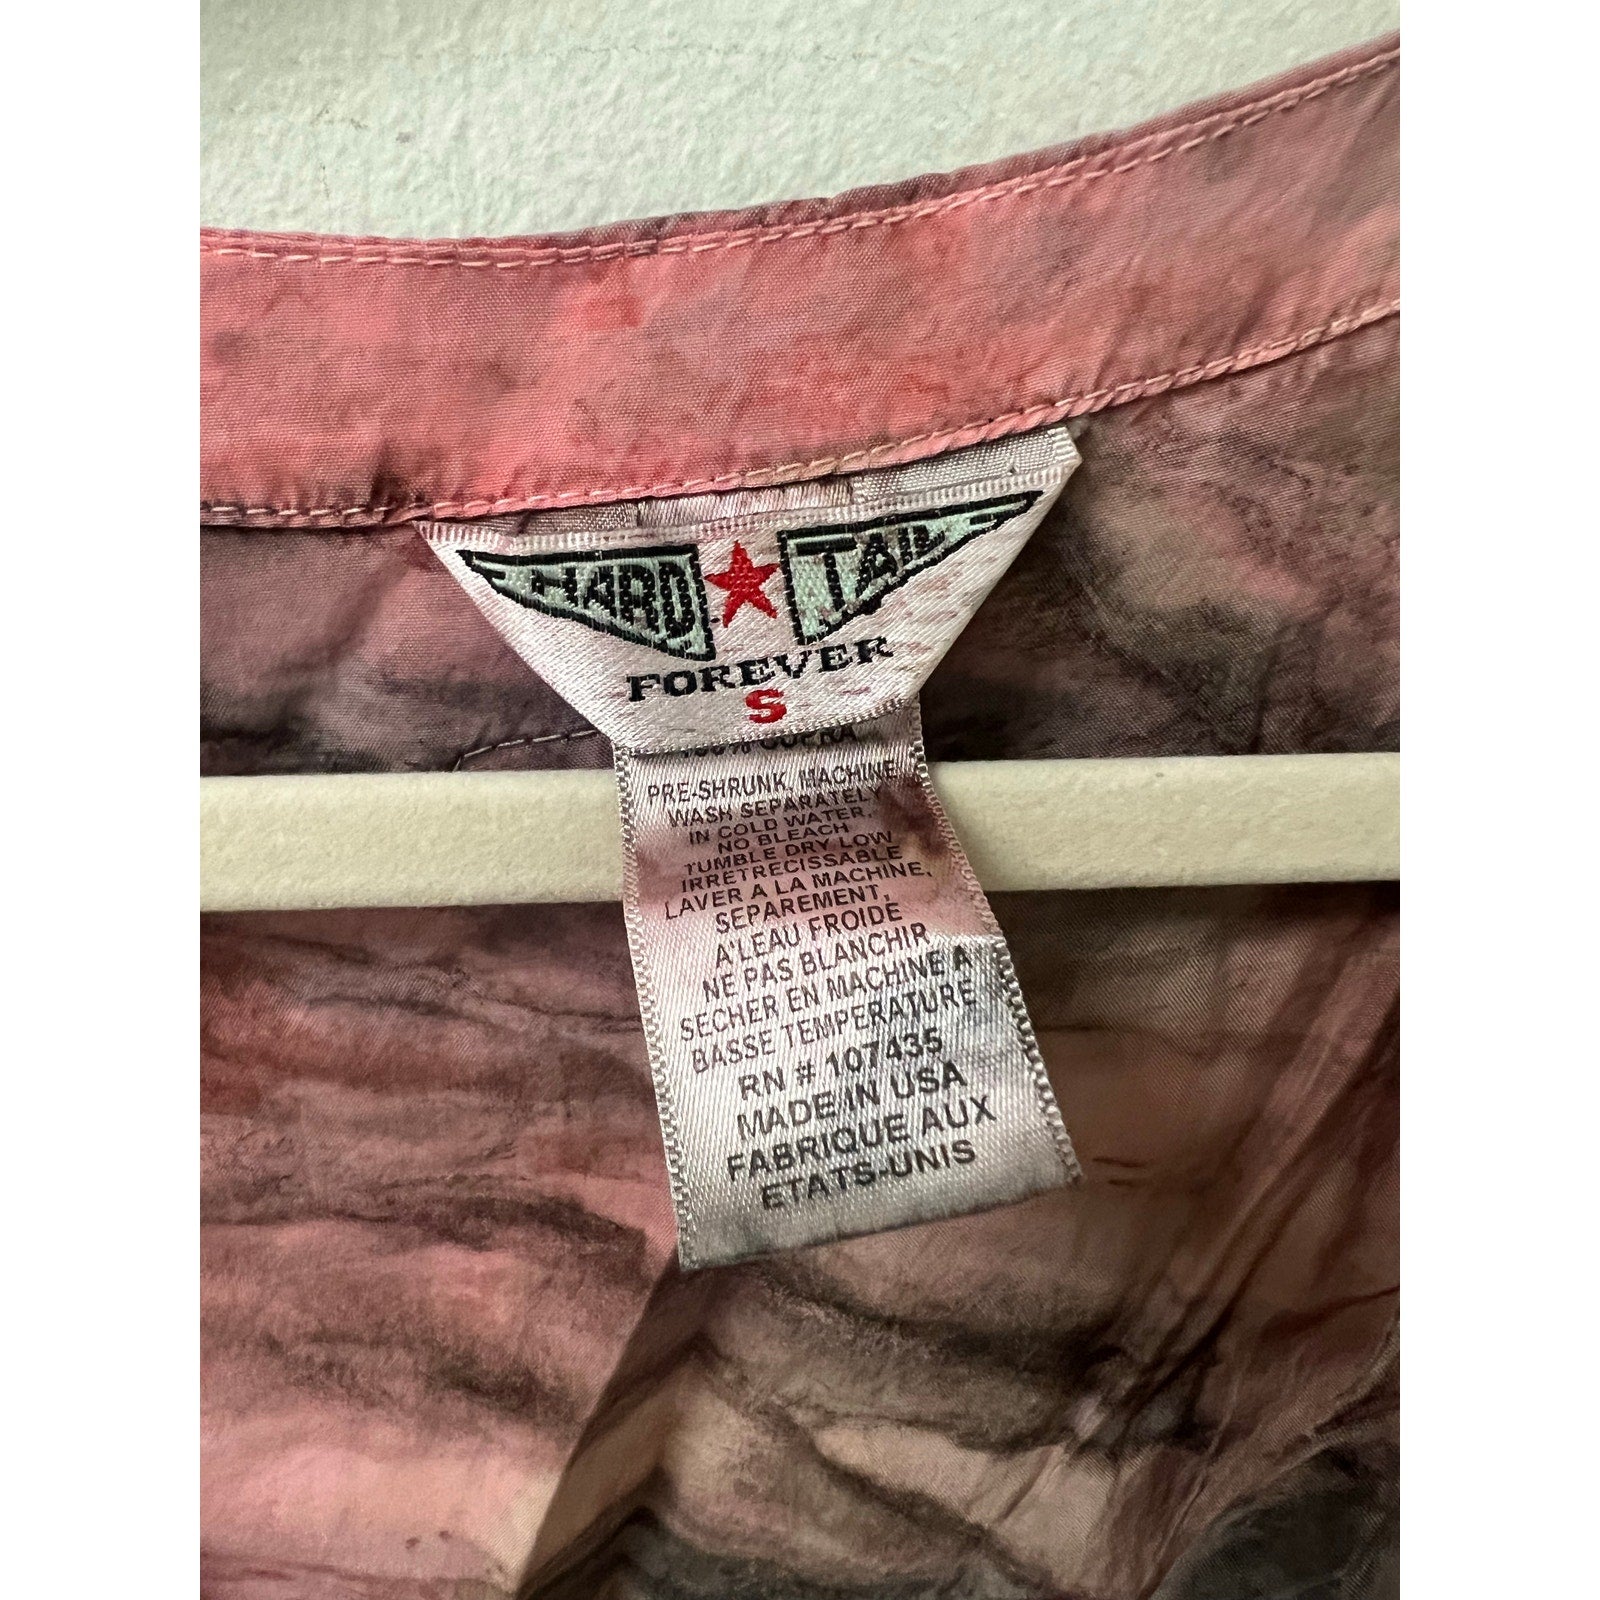 HARD TAIL
FOREVER
S
100% CUPRA
PRE-SHRUNK. MACHINE
WASH SEPARATELY
IN COLD WATER.
NO BLEACH
TUMBLE DRY LOW
IRRETRECISSABLE
LAVER A LA MACHINE,
SEPAREMENT,
A'LEAU FROIDE
NE PAS BLANCHIR
SECHER EN MACHINE A
BASSE TEMPERATURE
RN # 107435
MADE IN USA
FABRIQUE AUX
ETATS-UNIS